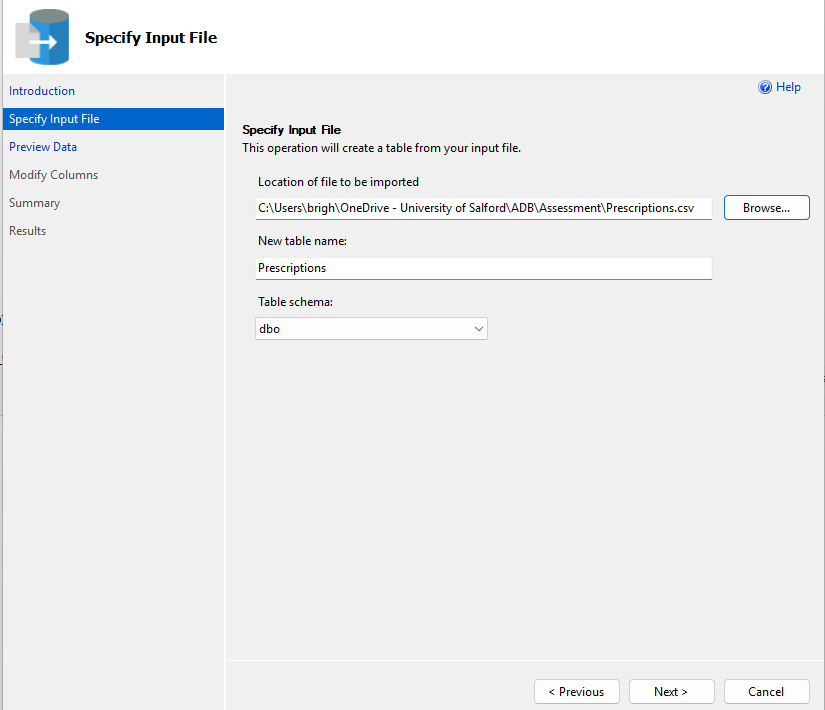 Specify Input File
Introduction
Specify Input File
Preview Data
Modify Columns
Summary
Results
Help
Specify Input File
This operation will create a table from your input file.
Location of file to be imported
C:\Users\brigh\OneDrive - University of Salford\ADB\Assessment\Prescriptions.csv
Browse...
New table name:
Prescriptions
Table schema:
dbo
< Previous
Next >
Cancel